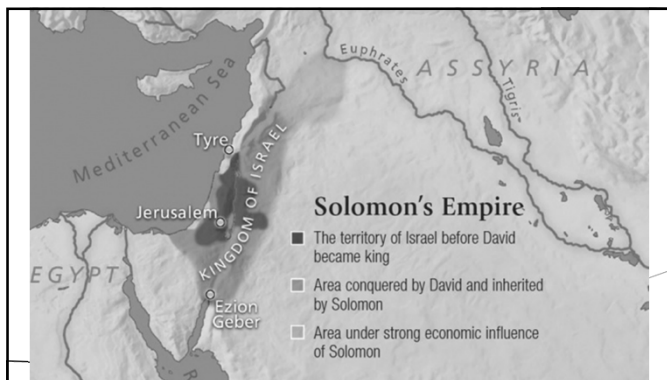 Euphrates
ASSYRIA
Tigris
Mediterranean Sea
Tyre
KINGDOM OF ISRAEL
Jerusalem
Solomon's Empire
The territory of Israel before David
became king
EGYPT
Area conquered by David and inherited
by Solomon
Ezion
Geber
Area under strong economic influence
of Solomon